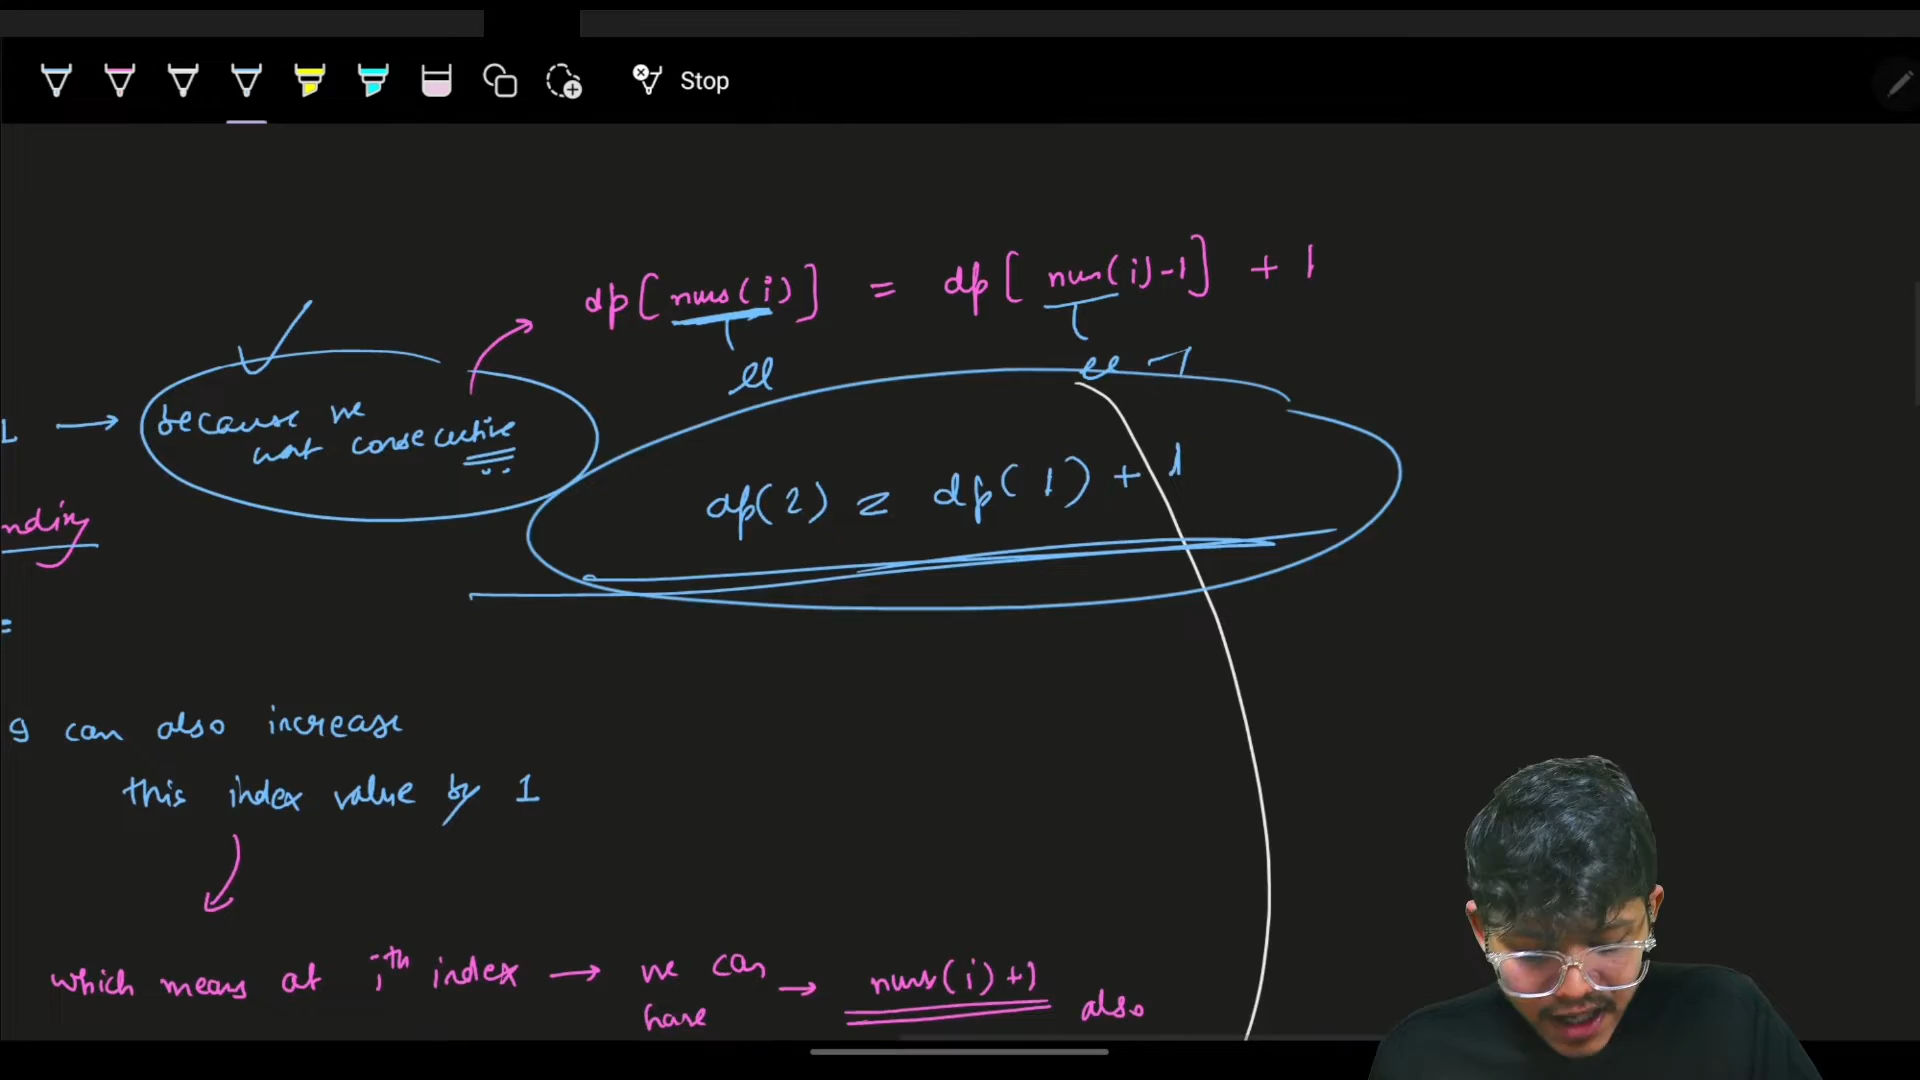 Stop
dp[nums(i)] = dp[num(i)-1] + 1
el
el -1
because we
want consecutive
dp(2) = dp(1) + 1
nding
=
g can also increase
this index value by 1
which means at ith index → we can have → nums(i)+1 also